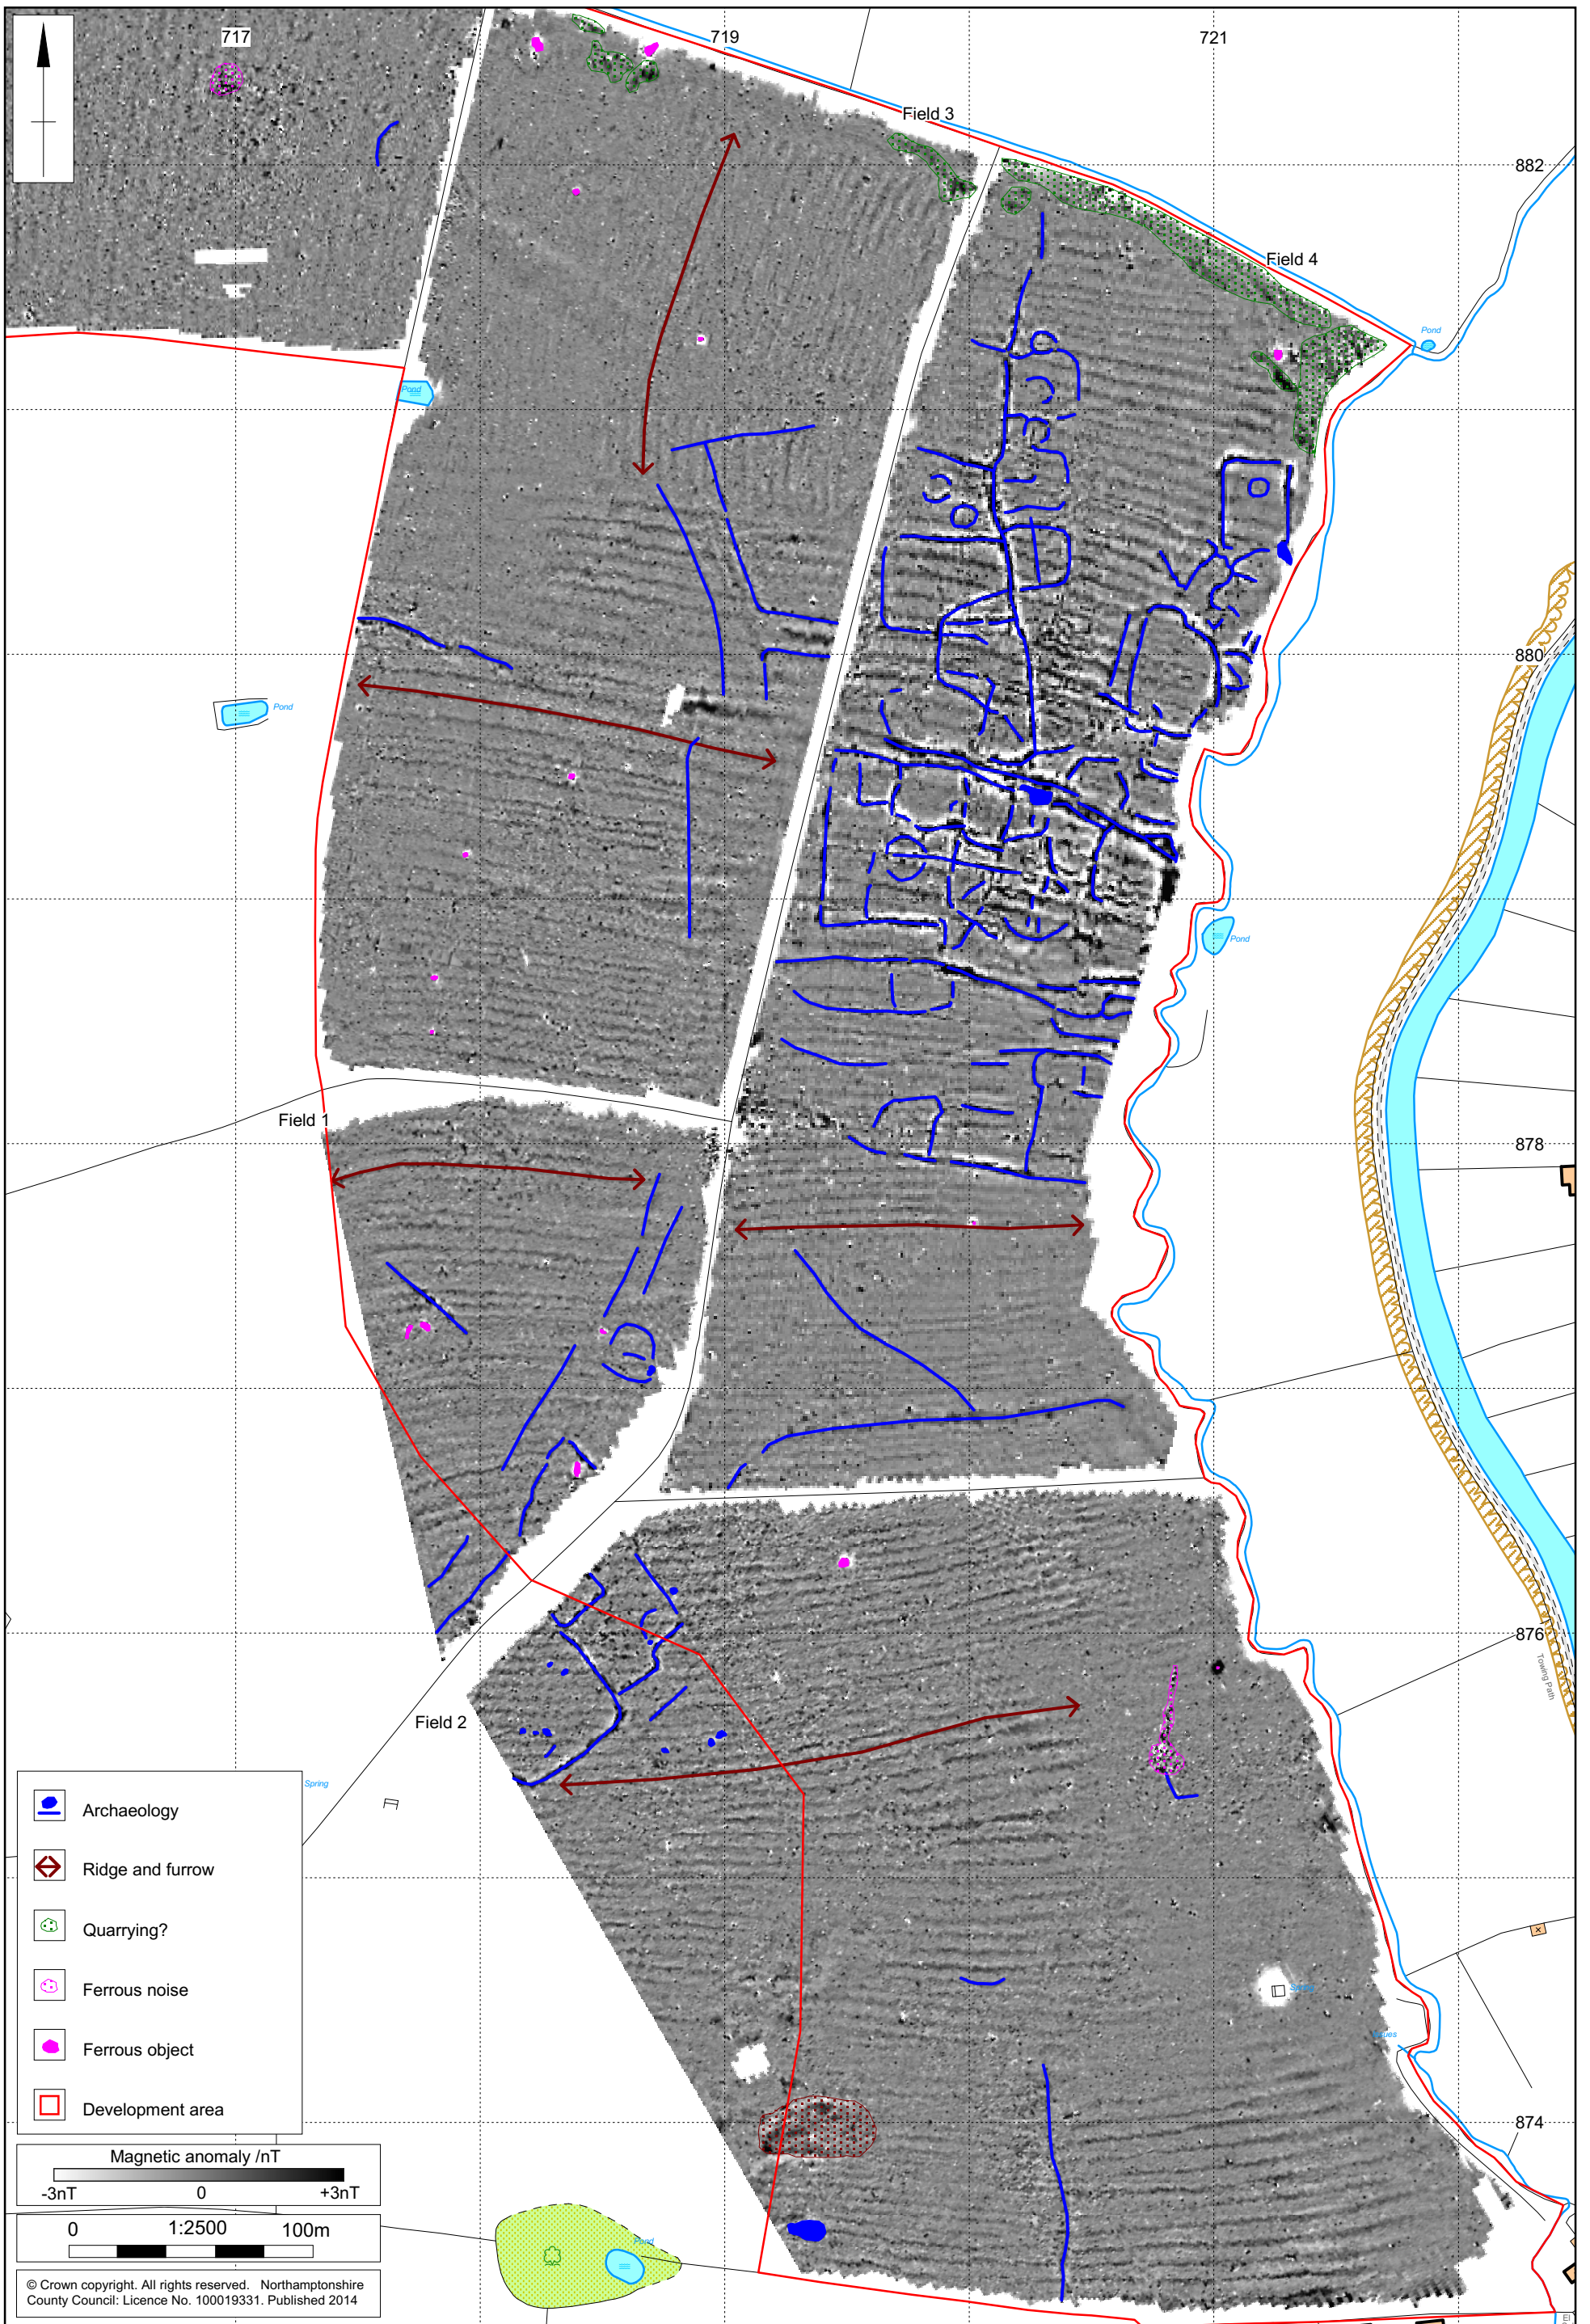 717
719
721
Field 3
882
Field 4
Pond
Pond
880
Pond
Pond
878
Field 1
876
Towing Path
Field 2
Spring
Archaeology
Ridge and furrow
Quarrying?
Ferrous noise
Ferrous object
Development area
Spring
874
Magnetic anomaly /nT
-3nT
0
+3nT
0
1:2500
100m
Pond
© Crown copyright. All rights reserved. Northamptonshire
County Council: Licence No. 100019331. Published 2014
El